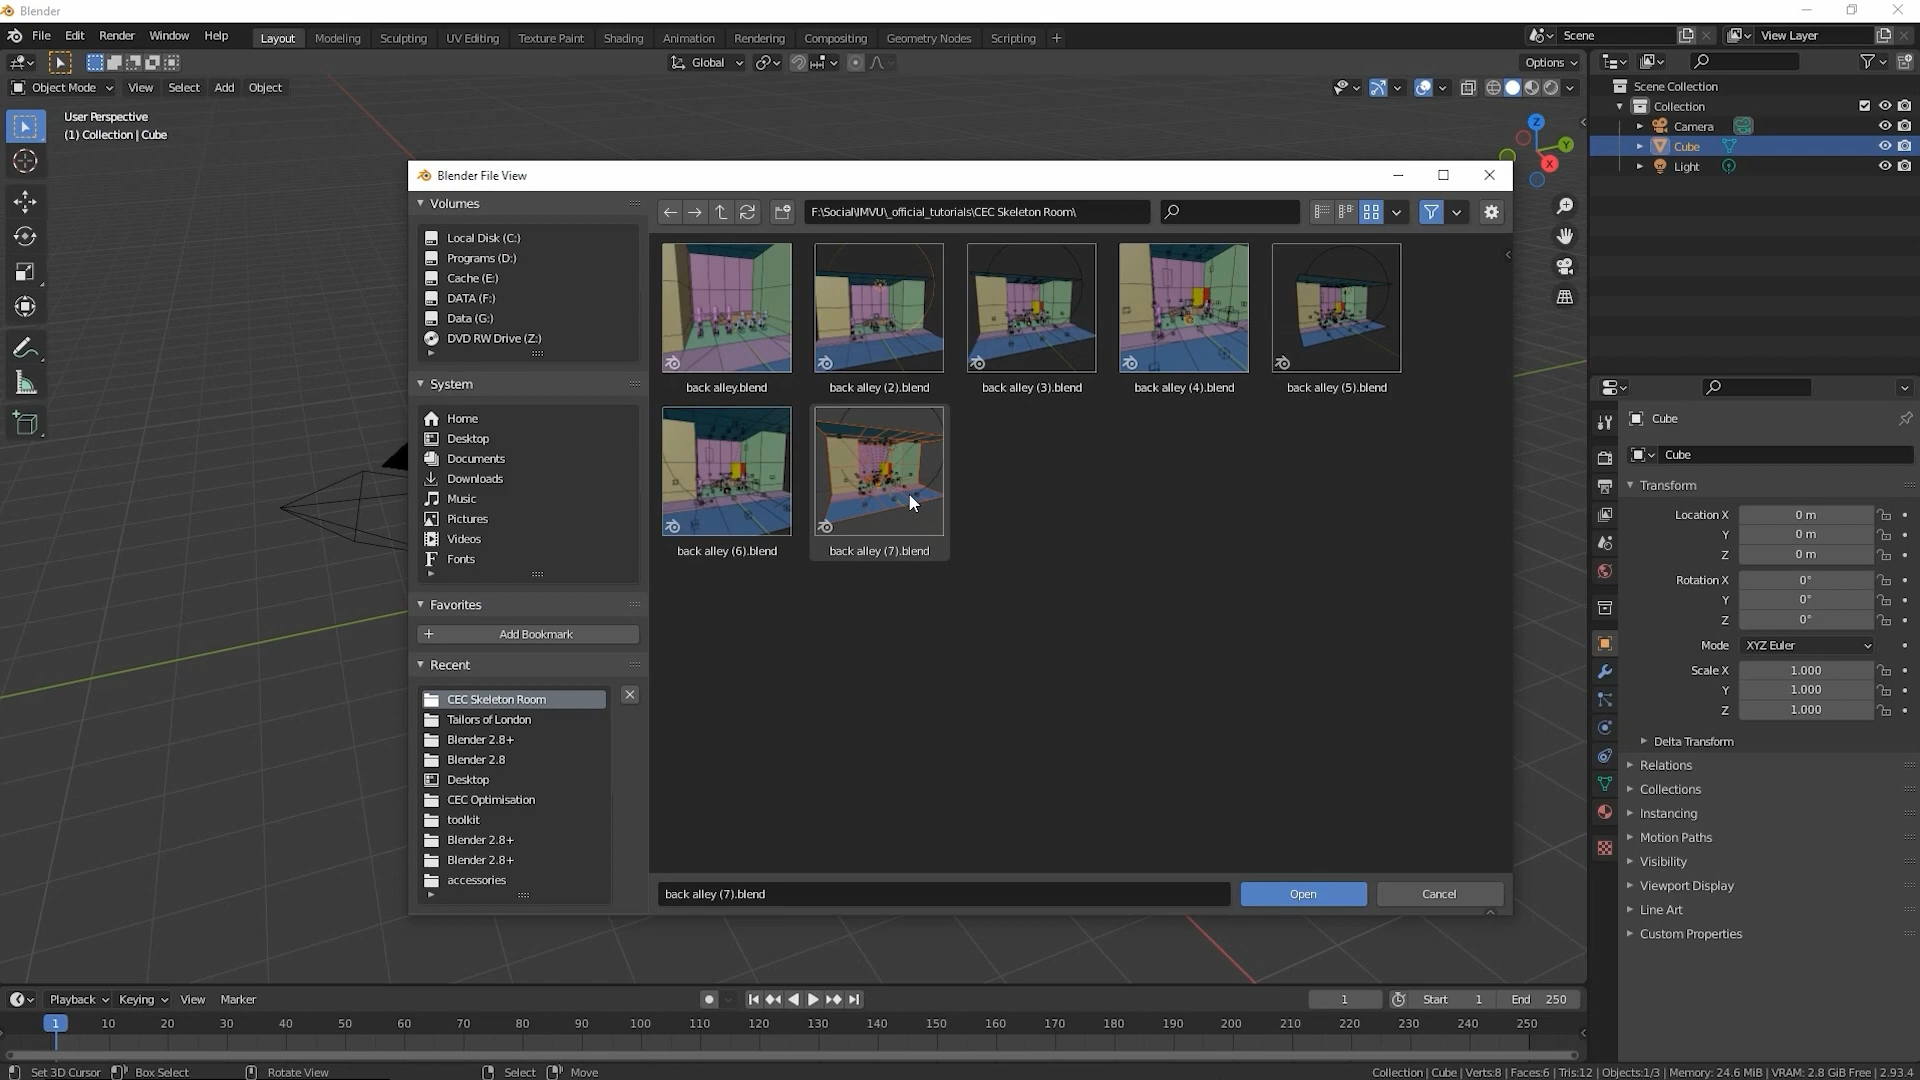 Blender
File Edit Render Window Help Layout Modeling Sculpting UV Editing Texture Paint Shading Animation Rendering Compositing Geometry Nodes Scripting + Scene View Layer
Global Options
Object Mode View Select Add Object
User Perspective
(1) Collection | Cube
Z
Y
X
Scene Collection
Collection
Camera
Cube
Light
Blender File View
Volumes
F:\Social\IMVU\_official_tutorials\CEC Skeleton Room\
Local Disk (C:)
Programs (D:)
Cache (E:)
DATA (F:)
Data (G:)
DVD RW Drive (Z:)
System
Home
Desktop
Documents
Downloads
Music
Pictures
Videos
Fonts
Favorites
Add Bookmark
Recent
CEC Skeleton Room
Tailors of London
Blender 2.8+
Blender 2.8
Desktop
CEC Optimisation
toolkit
Blender 2.8+
Blender 2.8+
accessories
back alley.blend back alley (2).blend back alley (3).blend back alley (4).blend back alley (5).blend
back alley (6).blend back alley (7).blend
back alley (7).blend Open Cancel
Cube
Cube
Transform
Location X 0 m
Y 0 m
Z 0 m
Rotation X 0°
Y 0°
Z 0°
Mode XYZ Euler
Scale X 1.000
Y 1.000
Z 1.000
Delta Transform
Relations
Collections
Instancing
Motion Paths
Visibility
Viewport Display
Line Art
Custom Properties
Playback Keying View Marker 1 Start 1 End 250
1 10 20 30 40 50 60 70 80 90 100 110 120 130 140 150 160 170 180 190 200 210 220 230 240 250
Set 3D Cursor Box Select Rotate View Select Move Collection | Cube | Verts:8 | Faces:6 | Tris:12 | Objects:1/3 | Memory: 24.6 MiB | VRAM: 2.8 GiB Free | 2.93.4